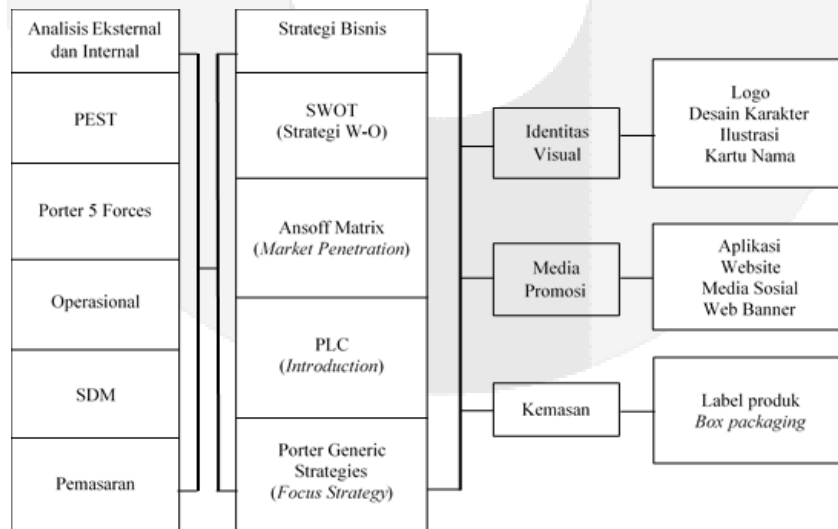 Analisis Eksternal
dan Internal
PEST
Porter 5 Forces
Operasional
SDM
Pemasaran
Strategi Bisnis
SWOT
(Strategi W-O)
Ansoff Matrix
(Market Penetration)
PLC
(Introduction)
Porter Generic
Strategies
(Focus Strategy)
Identitas
Visual
Media
Promosi
Kemasan
Logo
Desain Karakter
Ilustrasi
Kartu Nama
Aplikasi
Website
Media Sosial
Web Banner
Label produk
Box packaging